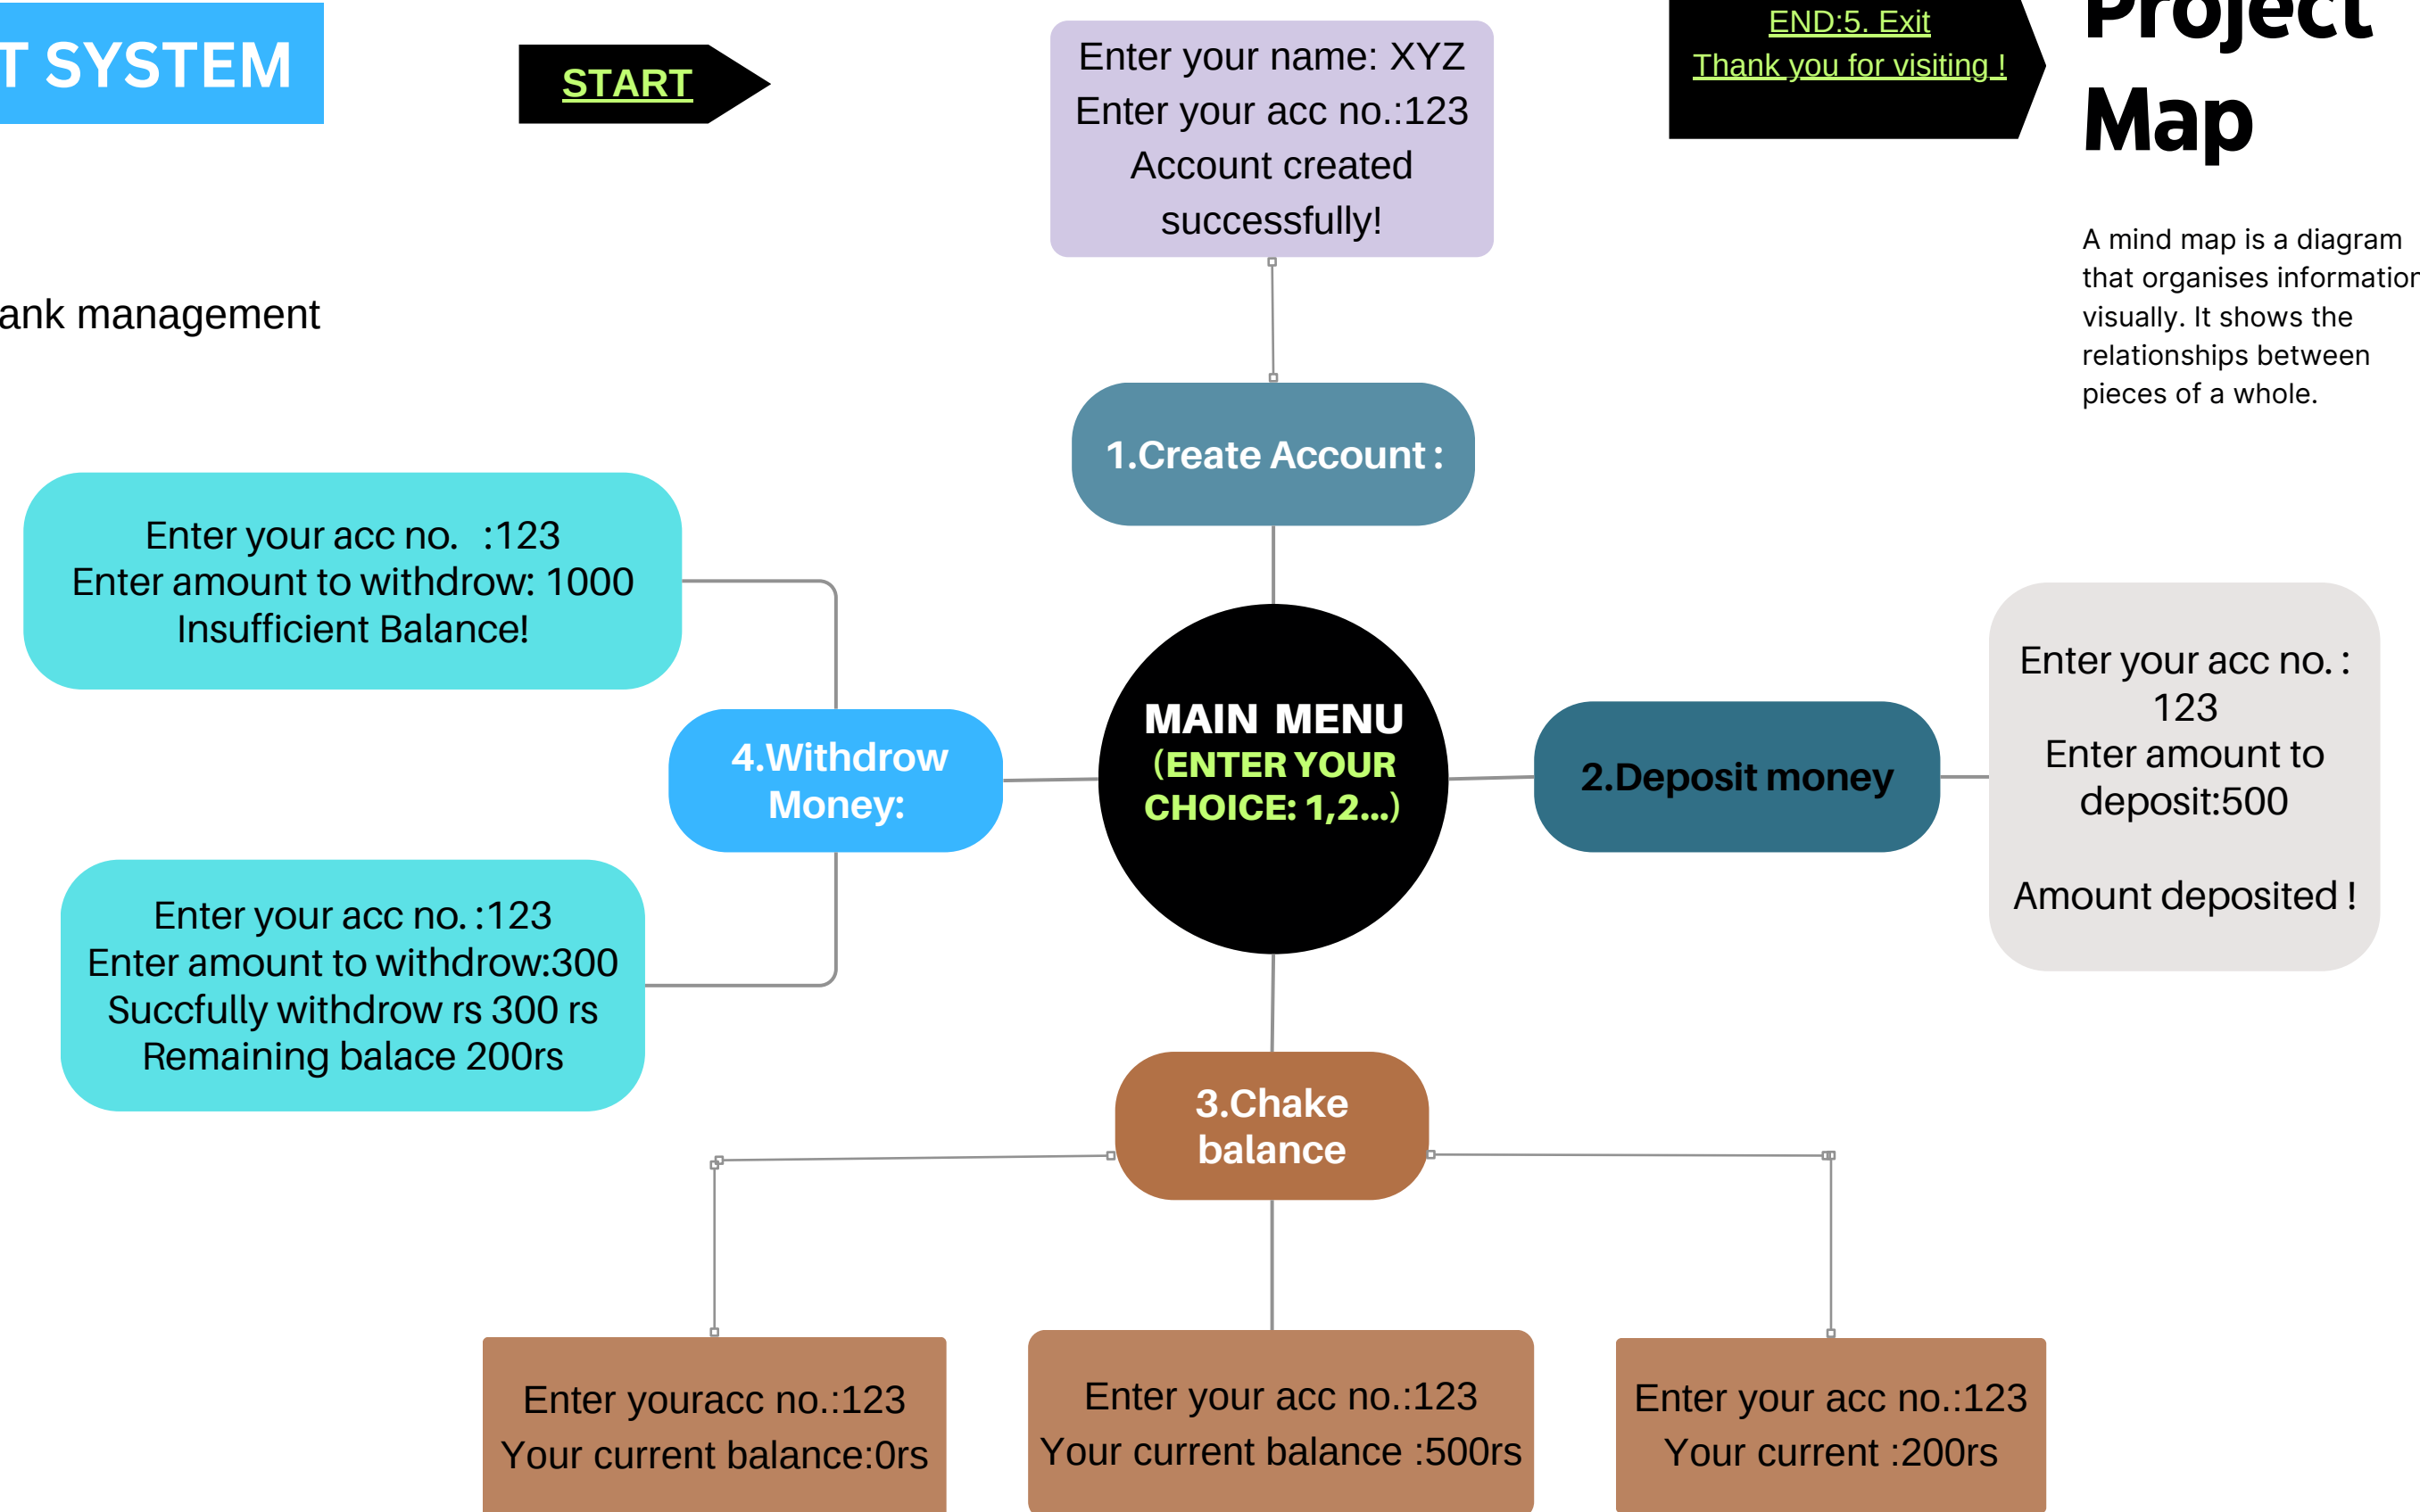 T SYSTEM
START
Enter your name: XYZ
Enter your acc no.:123
Account created
successfully!
END:5. Exit
Thank you for visiting !
Project
Map
A mind map is a diagram
that organises information
visually. It shows the
relationships between
pieces of a whole.
ank management
1.Create Account :
Enter your acc no. :123
Enter amount to withdrow: 1000
Insufficient Balance!
MAIN MENU
(ENTER YOUR
CHOICE: 1,2...)
4.Withdrow
Money:
2.Deposit money
Enter your acc no. :
123
Enter amount to
deposit:500
Amount deposited !
Enter your acc no. :123
Enter amount to withdrow:300
Succfully withdrow rs 300 rs
Remaining balace 200rs
3.Chake
balance
Enter youracc no.:123
Your current balance:0rs
Enter your acc no.:123
Your current balance :500rs
Enter your acc no.:123
Your current :200rs